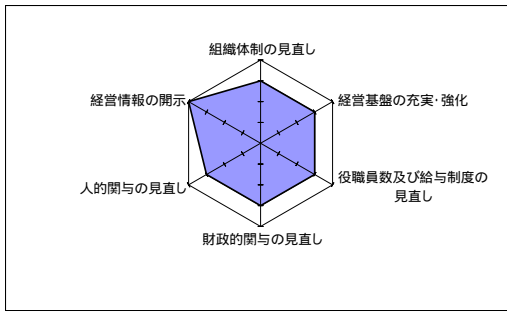 組織体制の見直し
経営情報の開示
経営基盤の充実･強化
人的関与の見直し
役職員数及び給与制度の
見直し
財政的関与の見直し